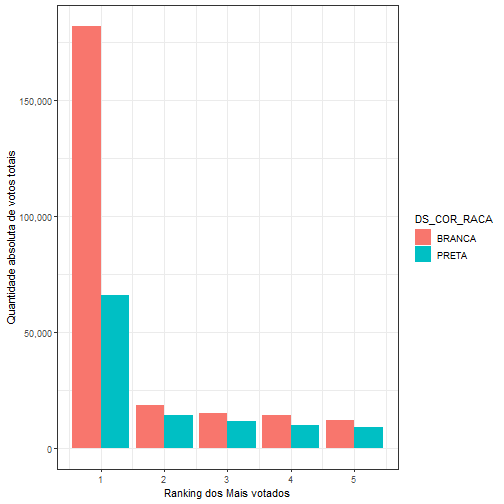 150,000
100,000
50,000
0
Quantidade absoluta de votos totais
1 2 3 4 5
Ranking dos Mais votados
DS_COR_RACA
BRANCA
PRETA